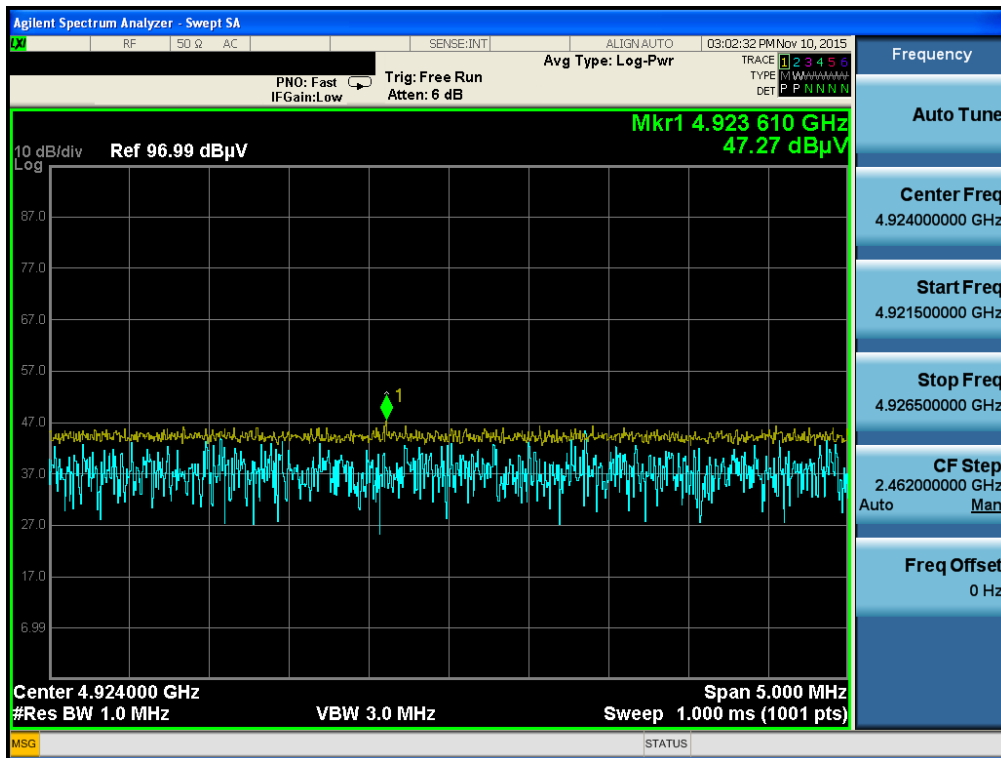 Agilent Spectrum Analyzer - Swept SA
LXI RF 50 Ω AC SENSE:INT ALIGN AUTO 03:02:32 PM Nov 10, 2015
Avg Type: Log-Pwr
TRACE 1 2 3 4 5 6
TYPE M W
DET P P N N N N
PNO: Fast
IFGain:Low
Trig: Free Run
Atten: 6 dB
Mkr1 4.923 610 GHz
47.27 dBµV
10 dB/div Ref 96.99 dBµV
Log
87.0
77.0
67.0
57.0
1
47.0
37.0
27.0
17.0
6.99
Center 4.924000 GHz Span 5.000 MHz
#Res BW 1.0 MHz VBW 3.0 MHz Sweep 1.000 ms (1001 pts)
MSG STATUS
Frequency
Auto Tune
Center Freq
4.924000000 GHz
Start Freq
4.921500000 GHz
Stop Freq
4.926500000 GHz
CF Step
2.462000000 GHz
Auto Man
Freq Offset
0 Hz